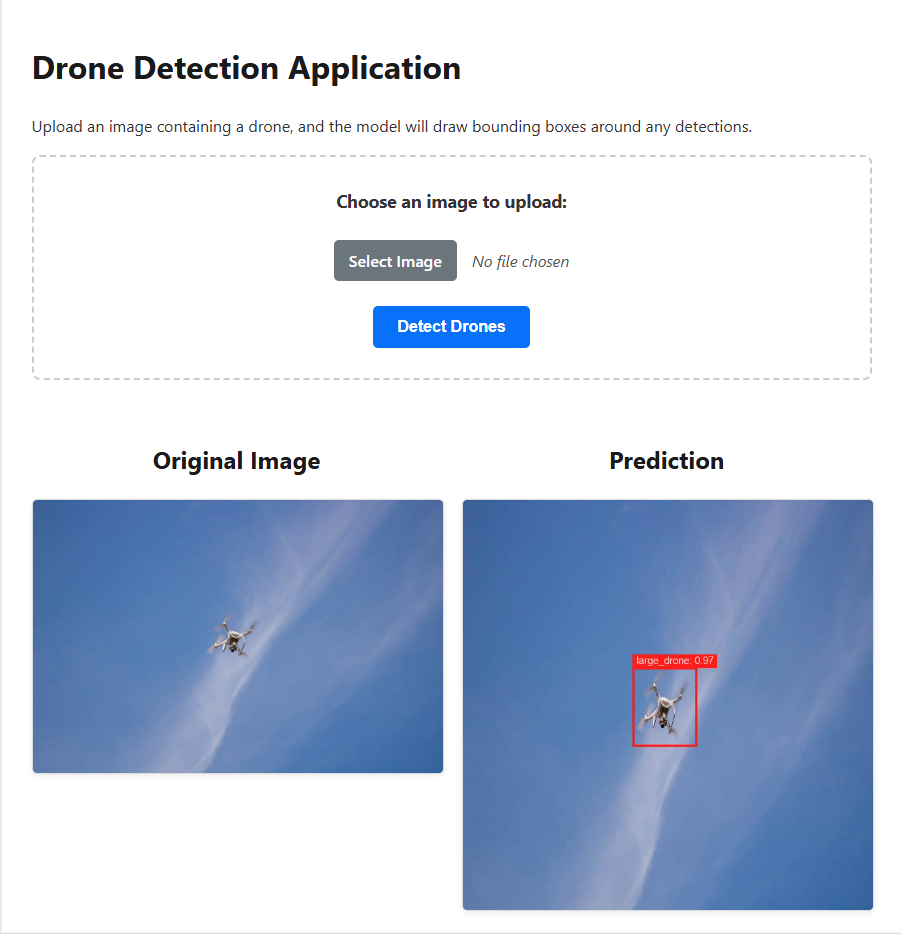 Drone Detection Application
Upload an image containing a drone, and the model will draw bounding boxes around any detections.
Choose an image to upload:
Select Image No file chosen
Detect Drones
Original Image Prediction
large_drone: 0.97